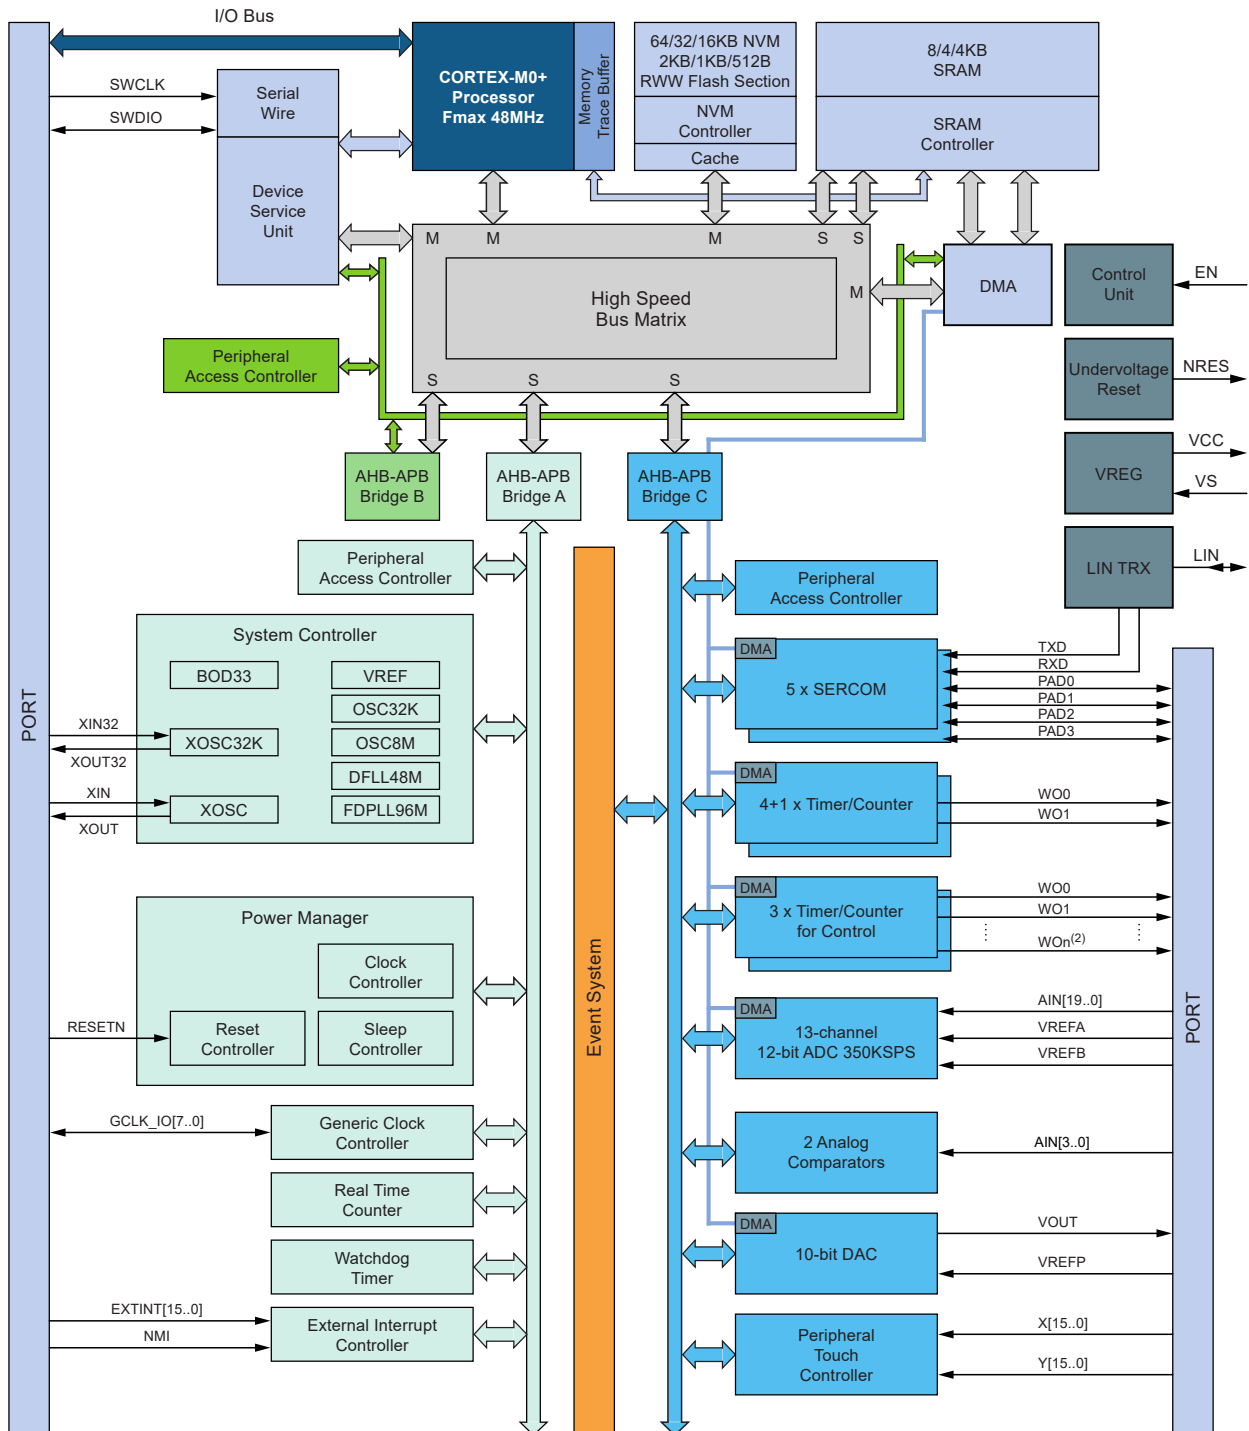 I/O Bus
SWCLK
SWDIO
Serial
Wire
Device
Service
Unit
CORTEX-M0+
Processor
Fmax 48MHz
Memory
Trace Buffer
64/32/16KB NVM
2KB/1KB/512B
RWW Flash Section
NVM
Controller
Cache
8/4/4KB
SRAM
SRAM
Controller
M
M
M
S
S
M
High Speed
Bus Matrix
S
S
S
DMA
Control
Unit
EN
Undervoltage
Reset
NRES
VREG
VCC
VS
LIN TRX
LIN
Peripheral
Access Controller
AHB-APB
Bridge B
AHB-APB
Bridge A
AHB-APB
Bridge C
PORT
Peripheral
Access Controller
System Controller
BOD33
VREF
OSC32K
XOSC32K
OSC8M
DFLL48M
XOSC
FDPLL96M
XIN32
XOUT32
XIN
XOUT
Power Manager
Clock
Controller
Reset
Controller
Sleep
Controller
RESETN
GCLK_IO[7..0]
Generic Clock
Controller
Real Time
Counter
Watchdog
Timer
EXTINT[15..0]
NMI
External Interrupt
Controller
Event System
Peripheral
Access Controller
DMA
5 x SERCOM
TXD
RXD
PAD0
PAD1
PAD2
PAD3
DMA
4+1 x Timer/Counter
WO0
WO1
DMA
3 x Timer/Counter
for Control
WO0
WO1
WOn(2)
DMA
13-channel
12-bit ADC 350KSPS
AIN[19..0]
VREFA
VREFB
2 Analog
Comparators
AIN[3..0]
DMA
10-bit DAC
VOUT
VREFP
Peripheral
Touch
Controller
X[15..0]
Y[15..0]
PORT